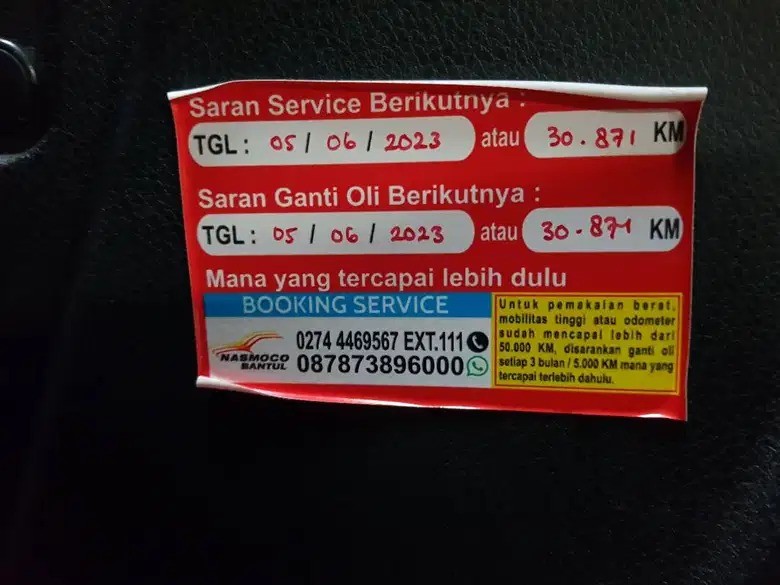 Saran Service Berikutnya :
TGL : 05 / 06 / 2023 atau 30.871 KM
Saran Ganti Oli Berikutnya :
TGL : 05 / 06 / 2023 atau 30.871 KM
Mana yang tercapai lebih dulu
BOOKING SERVICE
NASMOCO
BANTUL
0274 4469567 EXT.111
087873896000
Untuk pemakaian berat,
mobilitas tinggi atau odometer
sudah mencapai lebih dari
50.000 KM, disarankan ganti oli
setiap 3 bulan / 5.000 KM mana yang
tercapai terlebih dahulu.